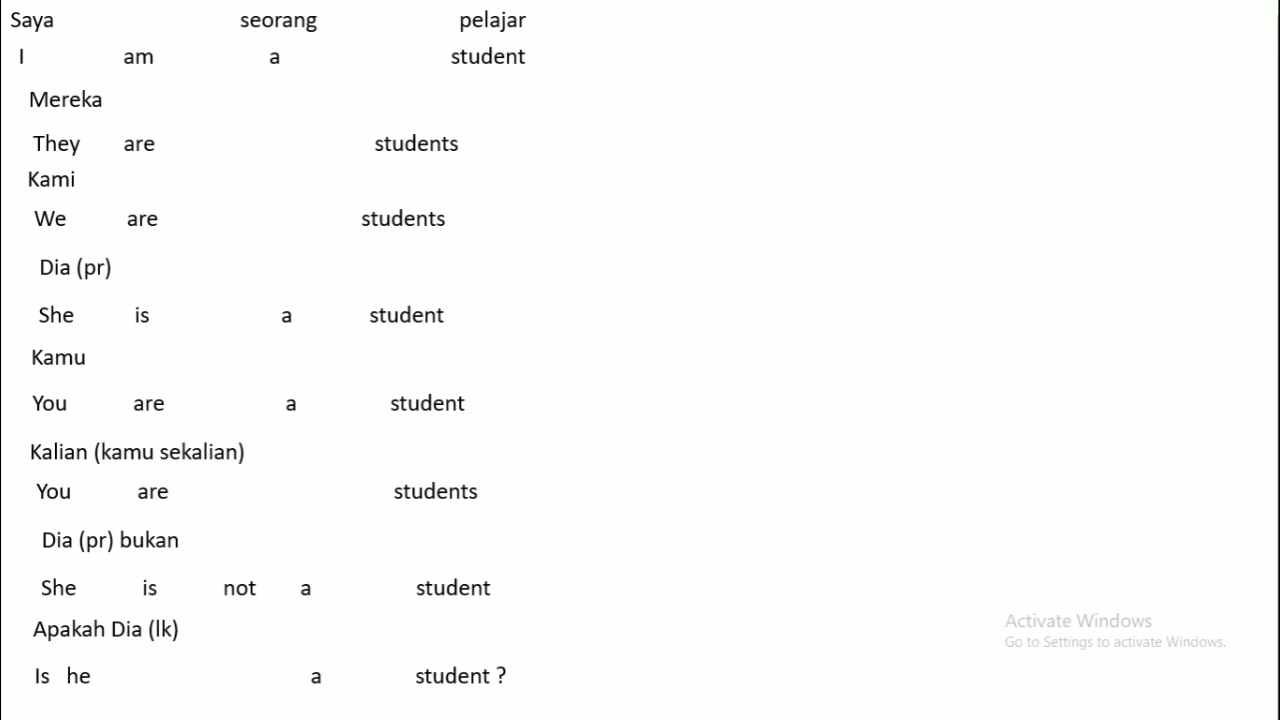 Saya seorang pelajar
I am a student
Mereka
They are students
Kami
We are students
Dia (pr)
She is a student
Kamu
You are a student
Kalian (kamu sekalian)
You are students
Dia (pr) bukan
She is not a student
Apakah Dia (lk)
Is he a student ?
Activate Windows
Go to Settings to activate Windows.